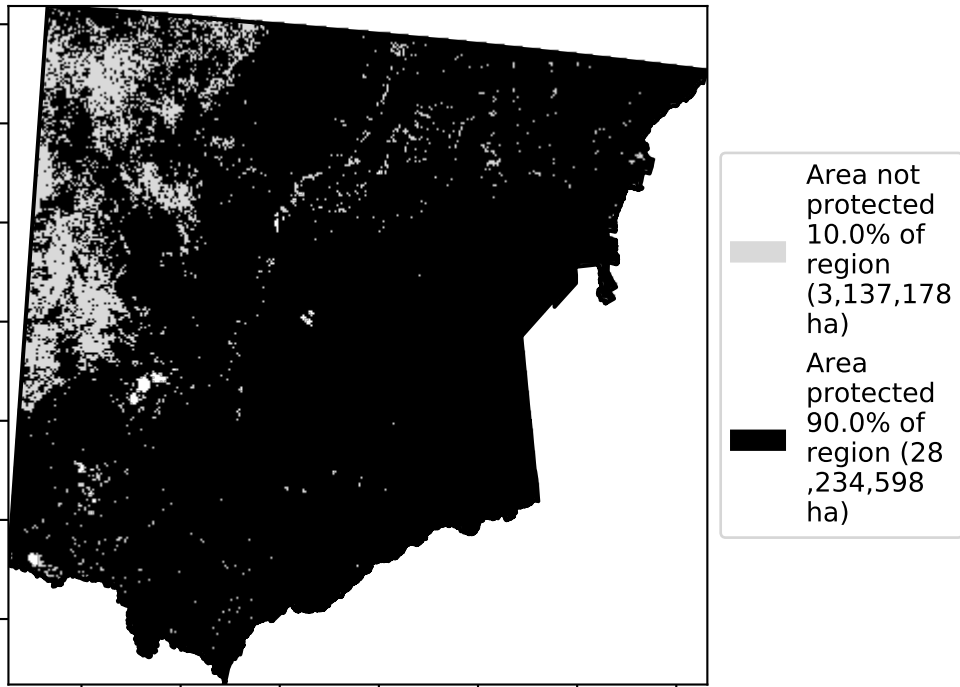 Area not
protected
10.0% of
region
(3,137,178
ha)
Area
protected
90.0% of
region (28
,234,598
ha)